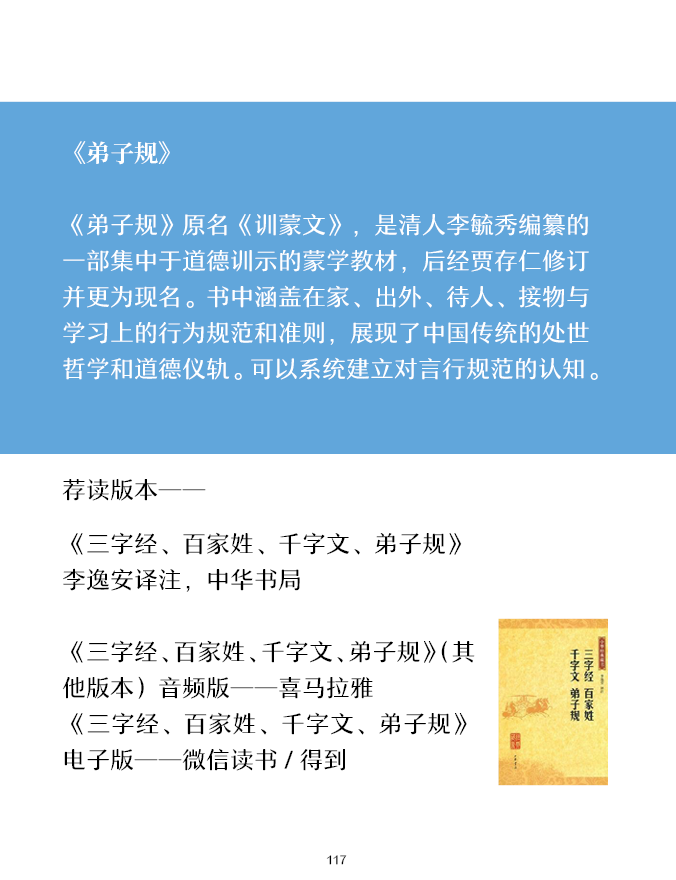 《弟子规》
《弟子规》原名《训蒙文》，是清人李毓秀编纂的
一部集中于道德训示的蒙学教材，后经贾存仁修订
并更为现名。书中涵盖在家、出外、待人、接物与
学习上的行为规范和准则，展现了中国传统的处世
哲学和道德仪轨。可以系统建立对言行规范的认知。
荐读版本——
《三字经、百家姓、千字文、弟子规》
李逸安译注，中华书局
《三字经、百家姓、千字文、弟子规》（其
他版本）音频版——喜马拉雅
《三字经、百家姓、千字文、弟子规》
电子版——微信读书 / 得到
三字经 百家姓
千字文 弟子规
117